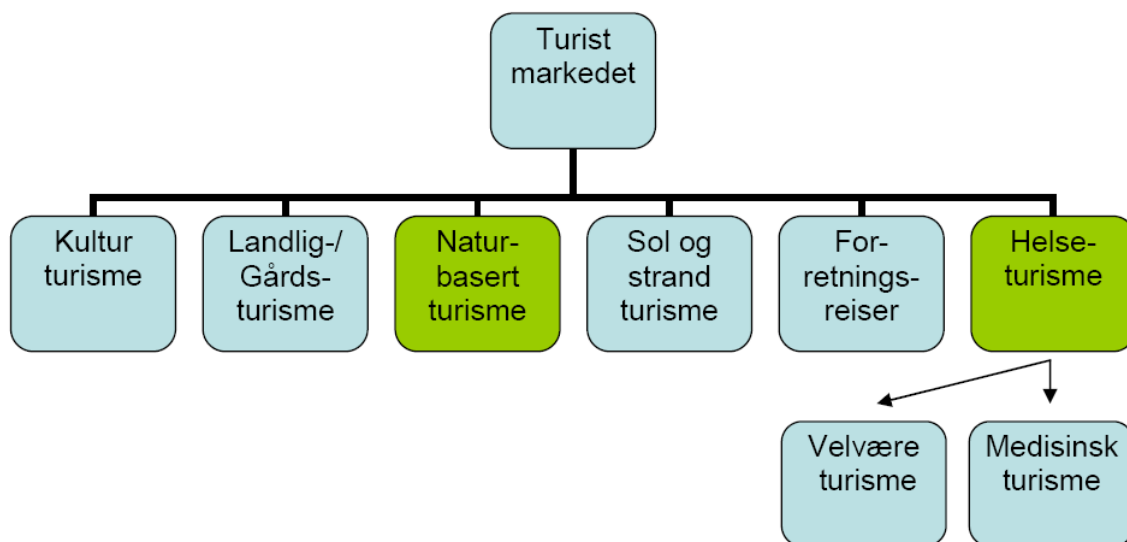 Turist
markedet
Kultur
turisme
Landlig-/
Gårds-
turisme
Natur-
basert
turisme
Sol og
strand
turisme
For-
retnings-
reiser
Helse-
turisme
Velvære
turisme
Medisinsk
turisme